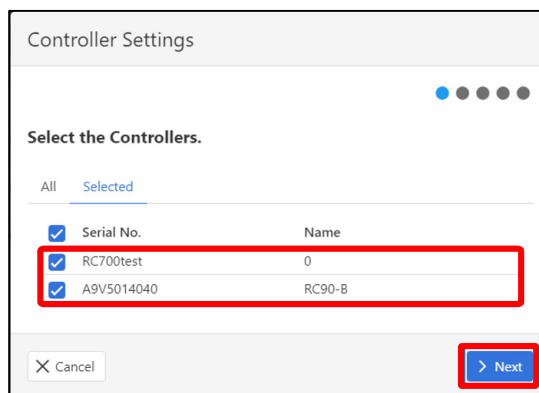 Controller Settings
Select the Controllers.
All Selected
Serial No. Name
RC700test 0
A9V5014040 RC90-B
Cancel Next